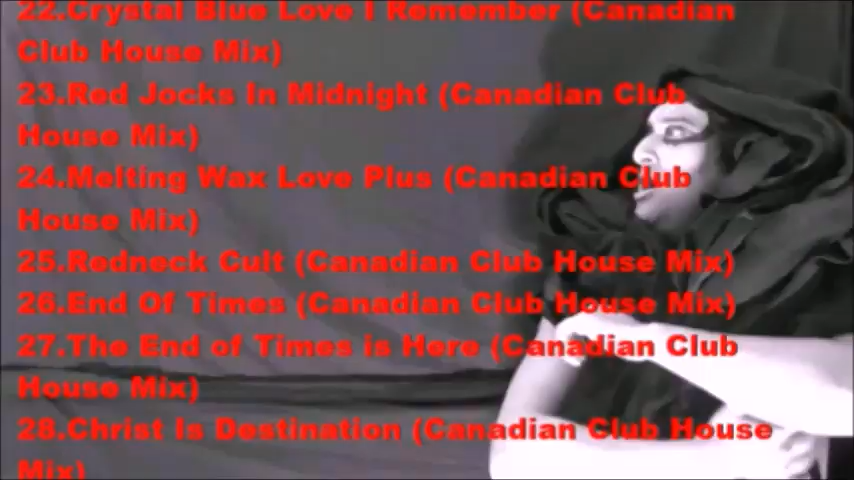 22.Crystal Blue Love I Remember (Canadian
Club House Mix)
23.Red Jocks In Midnight (Canadian Club
House Mix)
24.Melting Wax Love Plus (Canadian Club
House Mix)
25.Redneck Cult (Canadian Club House Mix)
26.End Of Times (Canadian Club House Mix)
27.The End of Times is Here (Canadian Club
House Mix)
28.Christ Is Destination (Canadian Club House
Mix)